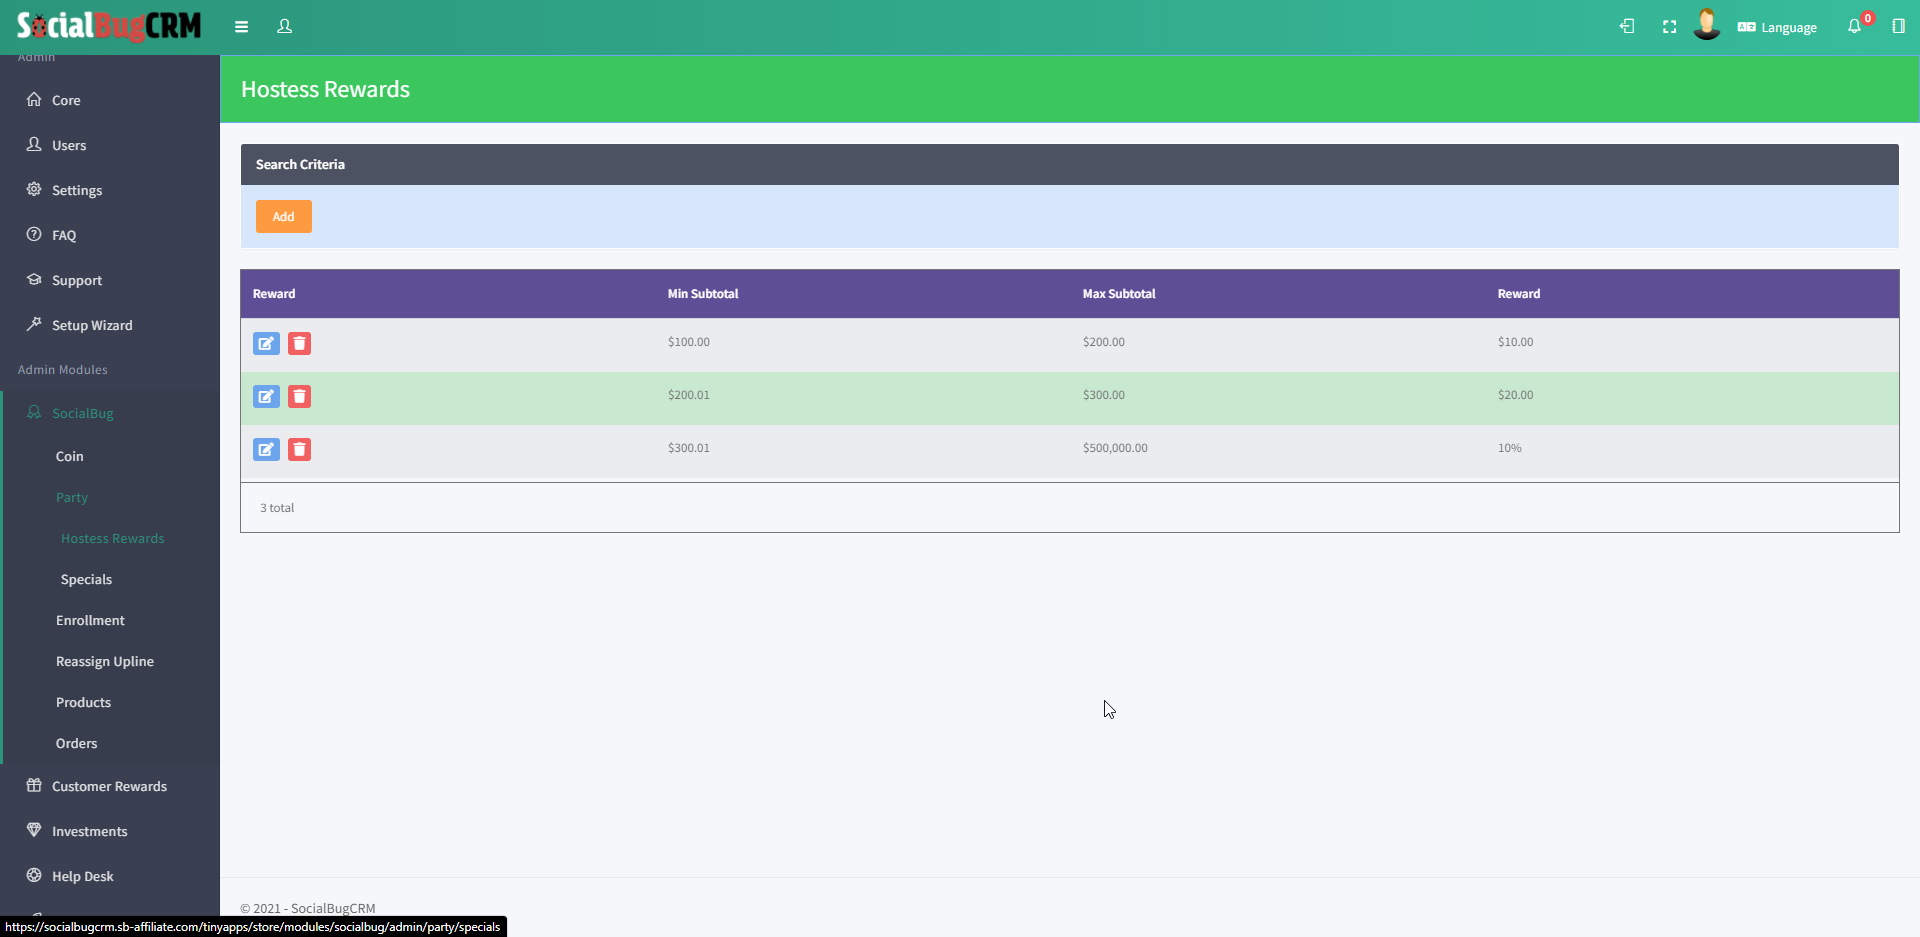 SocialBugCRM
Language
0
Admin
Core
Users
Settings
FAQ
Support
Setup Wizard
Admin Modules
SocialBug
Coin
Party
Hostess Rewards
Specials
Enrollment
Reassign Upline
Products
Orders
Customer Rewards
Investments
Help Desk
Hostess Rewards
Search Criteria
Add
Reward Min Subtotal Max Subtotal Reward
$100.00 $200.00 $10.00
$200.01 $300.00 $20.00
$300.01 $500,000.00 10%
3 total
© 2021 - SocialBugCRM
https://socialbugcrm.sb-affiliate.com/tinyapps/store/modules/socialbug/admin/party/specials